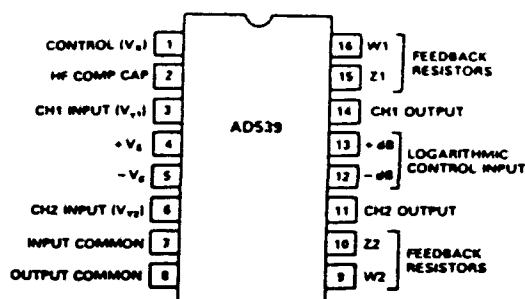 CONTROL (Vx) 1
HF COMP CAP 2
CH1 INPUT (VY1) 3
+VS 4
-VS 5
CH2 INPUT (VY2) 6
INPUT COMMON 7
OUTPUT COMMON 8
AD539
16 W1
15 Z1
FEEDBACK
RESISTORS
14 CH1 OUTPUT
13 + dB
12 - dB
LOGARITHMIC
CONTROL INPUT
11 CH2 OUTPUT
10 Z2
9 W2
FEEDBACK
RESISTORS